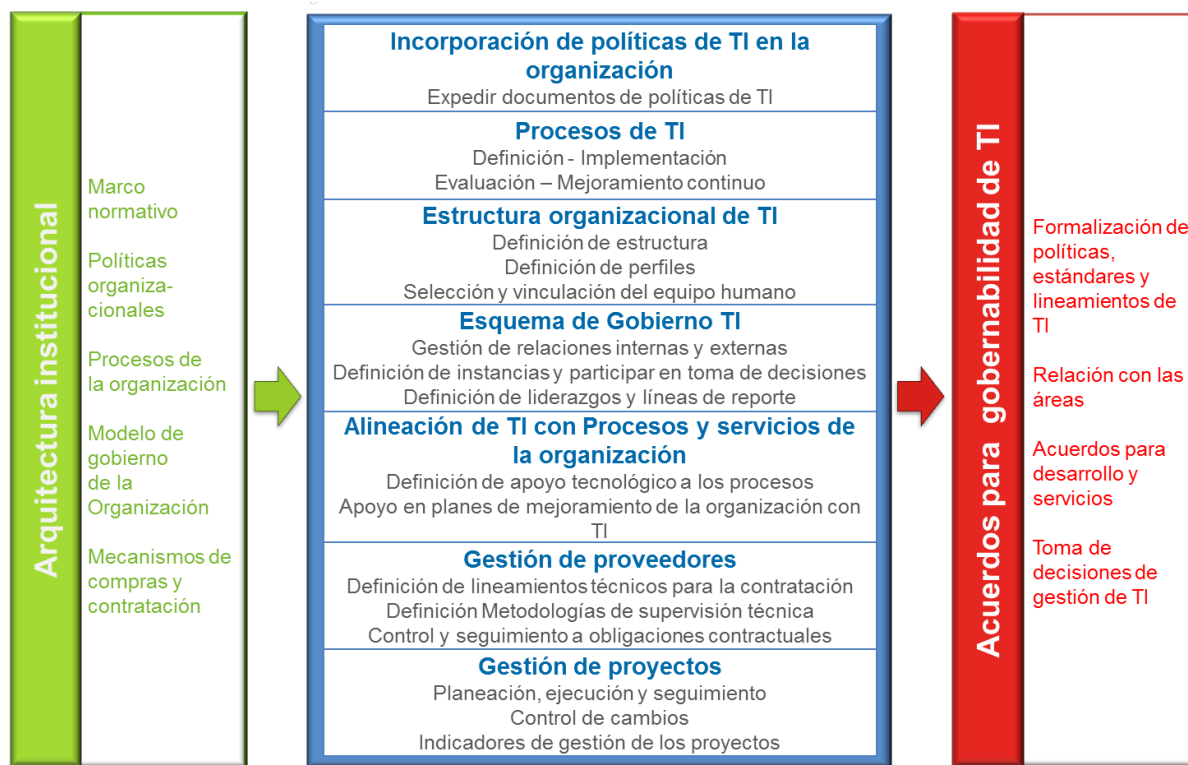 Arquitectura institucional
Marco
normativo
Políticas
organiza-
cionales
Procesos de
la organización
Modelo de
gobierno
de la
Organización
Mecanismos de
compras y
contratación
Incorporación de políticas de TI en la
organización
Expedir documentos de políticas de TI
Procesos de TI
Definición - Implementación
Evaluación – Mejoramiento continuo
Estructura organizacional de TI
Definición de estructura
Definición de perfiles
Selección y vinculación del equipo humano
Esquema de Gobierno TI
Gestión de relaciones internas y externas
Definición de instancias y participar en toma de decisiones
Definición de liderazgos y líneas de reporte
Alineación de TI con Procesos y servicios de
la organización
Definición de apoyo tecnológico a los procesos
Apoyo en planes de mejoramiento de la organización con
TI
Gestión de proveedores
Definición de lineamientos técnicos para la contratación
Definición Metodologías de supervisión técnica
Control y seguimiento a obligaciones contractuales
Gestión de proyectos
Planeación, ejecución y seguimiento
Control de cambios
Indicadores de gestión de los proyectos
Acuerdos para gobernabilidad de TI
Formalización de
políticas,
estándares y
lineamientos de
TI
Relación con las
áreas
Acuerdos para
desarrollo y
servicios
Toma de
decisiones de
gestión de TI